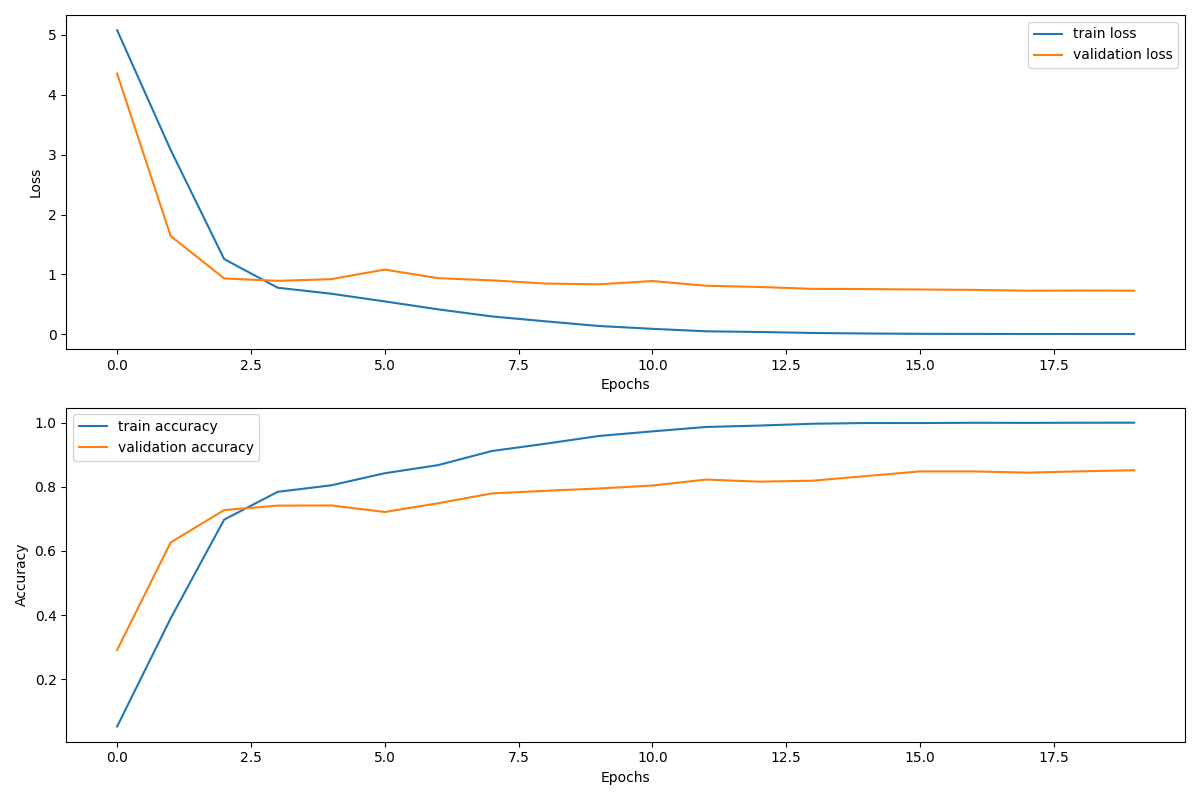 5
4
3
2
1
0
Loss
train loss
validation loss
0.0 2.5 5.0 7.5 10.0 12.5 15.0 17.5
Epochs
1.0
0.8
0.6
0.4
0.2
Accuracy
train accuracy
validation accuracy
0.0 2.5 5.0 7.5 10.0 12.5 15.0 17.5
Epochs